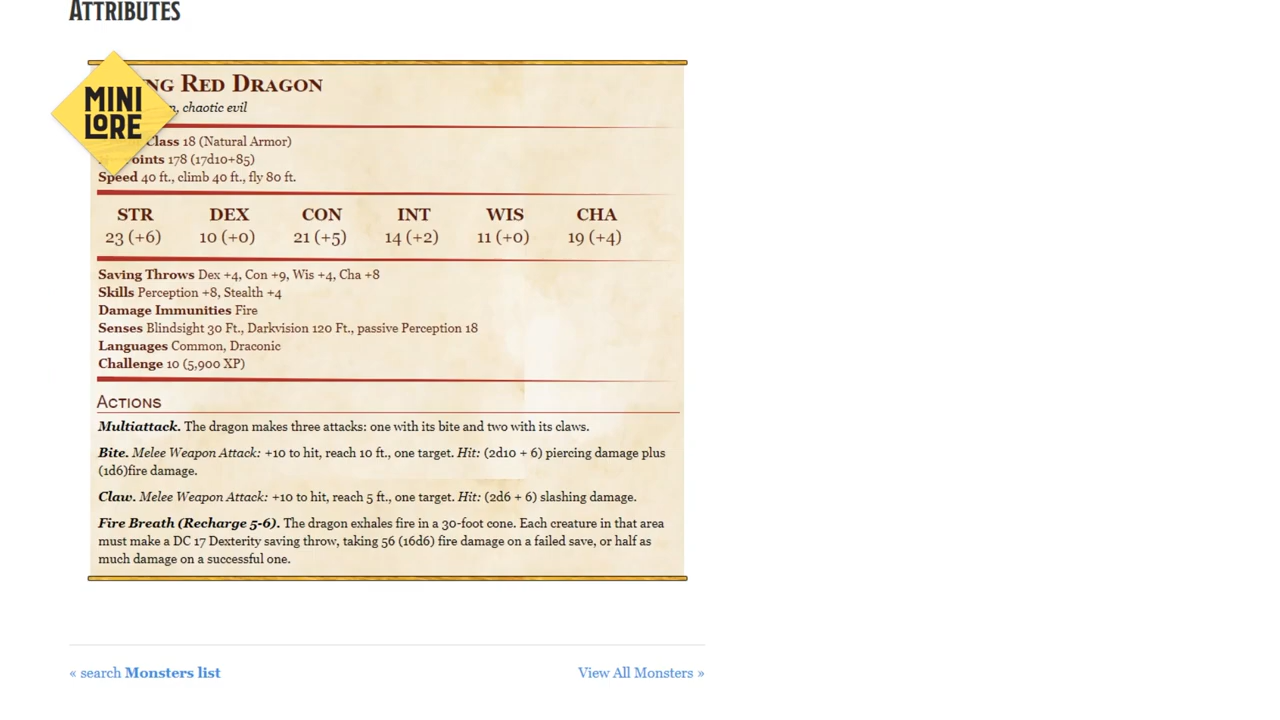 ATTRIBUTES
RED DRAGON
MINI
LORE
chaotic evil
Class 18 (Natural Armor)
178 (17d10+85)
Speed 40 ft., climb 40 ft., fly 80 ft.
STR DEX CON INT WIS CHA
23 (+6) 10 (+0) 21 (+5) 14 (+2) 11 (+0) 19 (+4)
Saving Throws Dex +4, Con +9, Wis +4, Cha +8
Skills Perception +8, Stealth +4
Damage Immunities Fire
Senses Blindsight 30 Ft., Darkvision 120 Ft., passive Perception 18
Languages Common, Draconic
Challenge 10 (5,900 XP)
ACTIONS
Multiattack. The dragon makes three attacks: one with its bite and two with its claws.
Bite. Melee Weapon Attack: +10 to hit, reach 10 ft., one target. Hit: (2d10 + 6) piercing damage plus
(1d6)fire damage.
Claw. Melee Weapon Attack: +10 to hit, reach 5 ft., one target. Hit: (2d6 + 6) slashing damage.
Fire Breath (Recharge 5-6). The dragon exhales fire in a 30-foot cone. Each creature in that area
must make a DC 17 Dexterity saving throw, taking 56 (16d6) fire damage on a failed save, or half as
much damage on a successful one.
« search Monsters list View All Monsters »